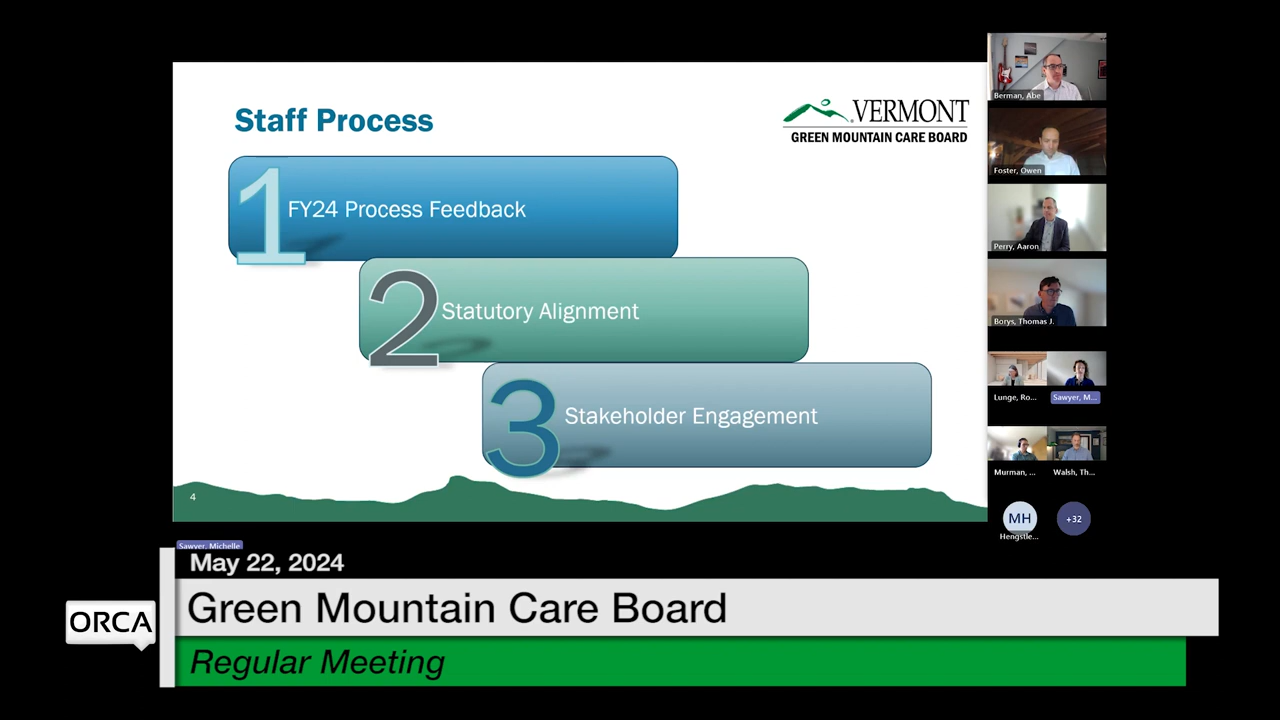 Staff Process
VERMONT
GREEN MOUNTAIN CARE BOARD
1 FY24 Process Feedback
2 Statutory Alignment
3 Stakeholder Engagement
4
Berman, Abe
Foster, Owen
Perry, Aaron
Borys, Thomas J.
Lunge, Ro... Sawyer, M...
Murman, ... Walsh, Th...
MH +32
Hengstle...
Sawyer, Michelle
May 22, 2024
ORCA
Green Mountain Care Board
Regular Meeting